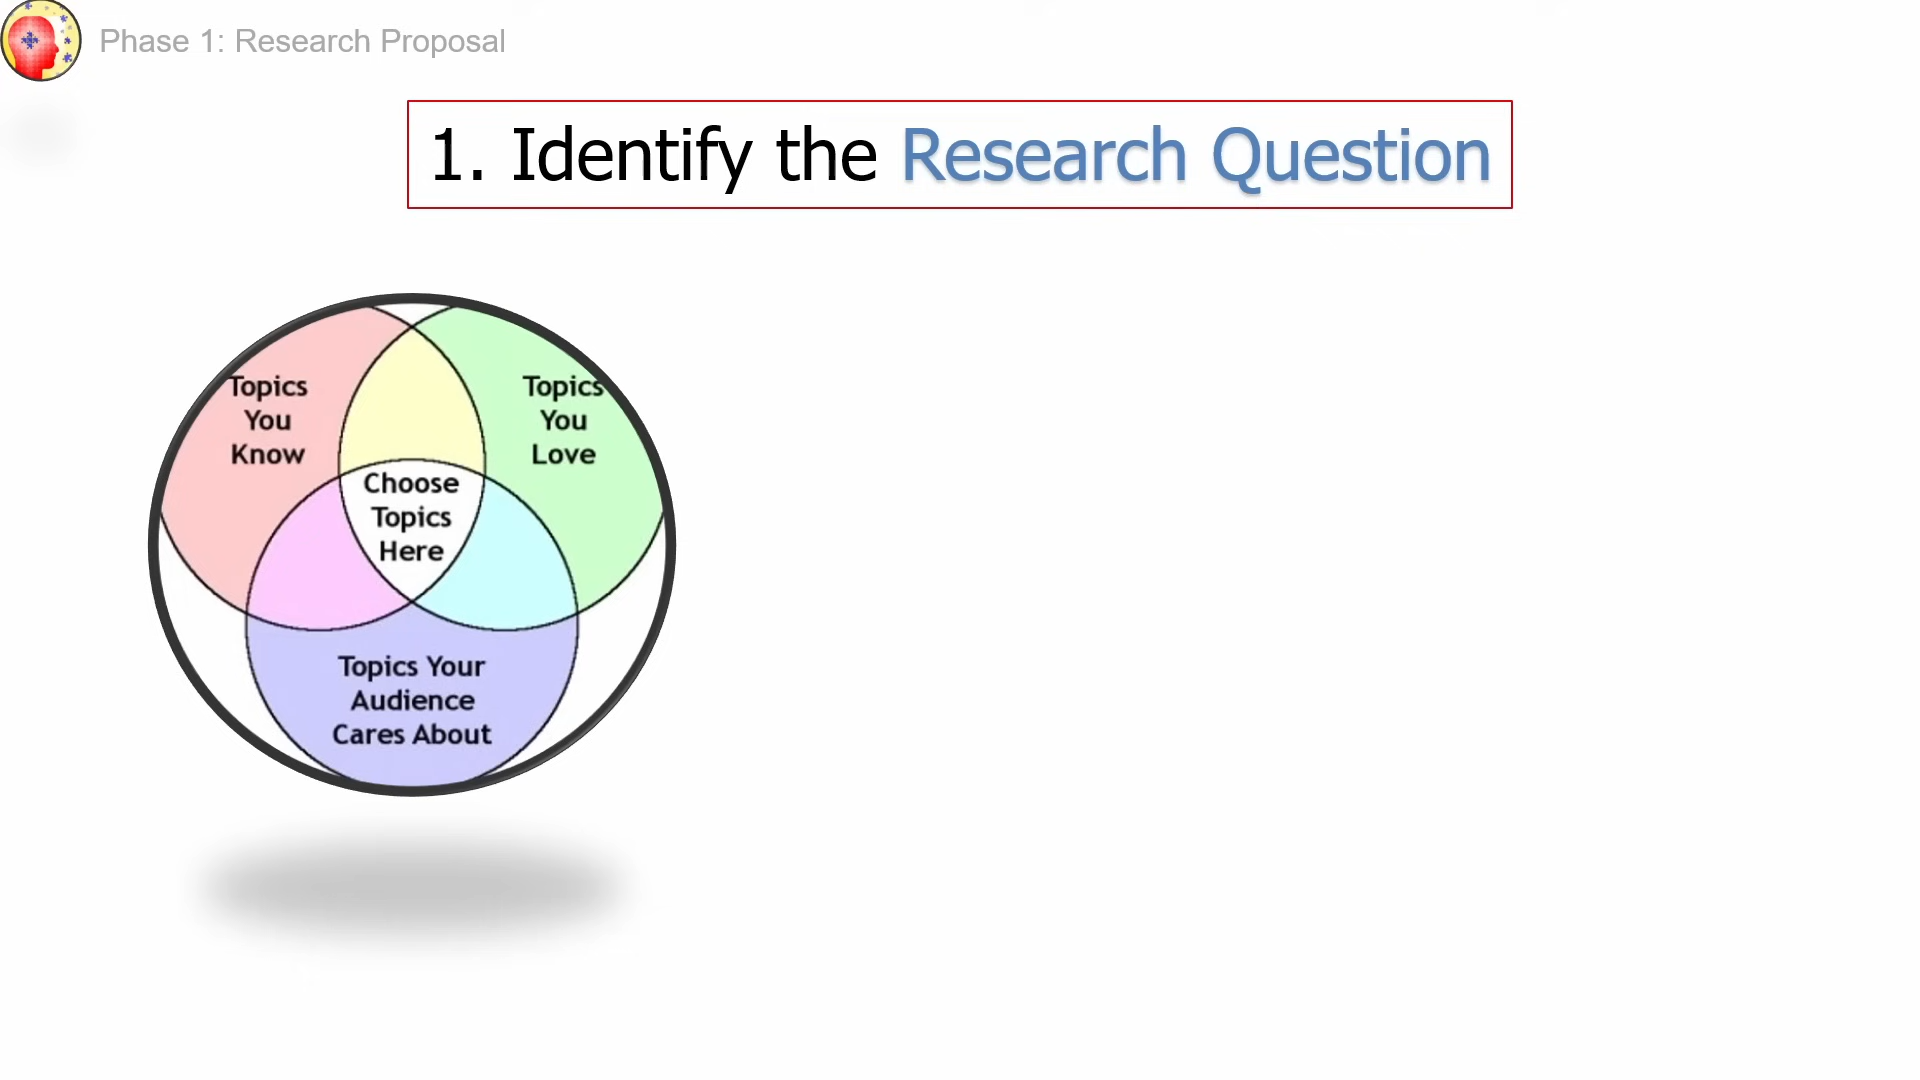 Phase 1: Research Proposal
1. Identify the Research Question
Topics
You
Know
Topics
You
Love
Choose
Topics
Here
Topics Your
Audience
Cares About